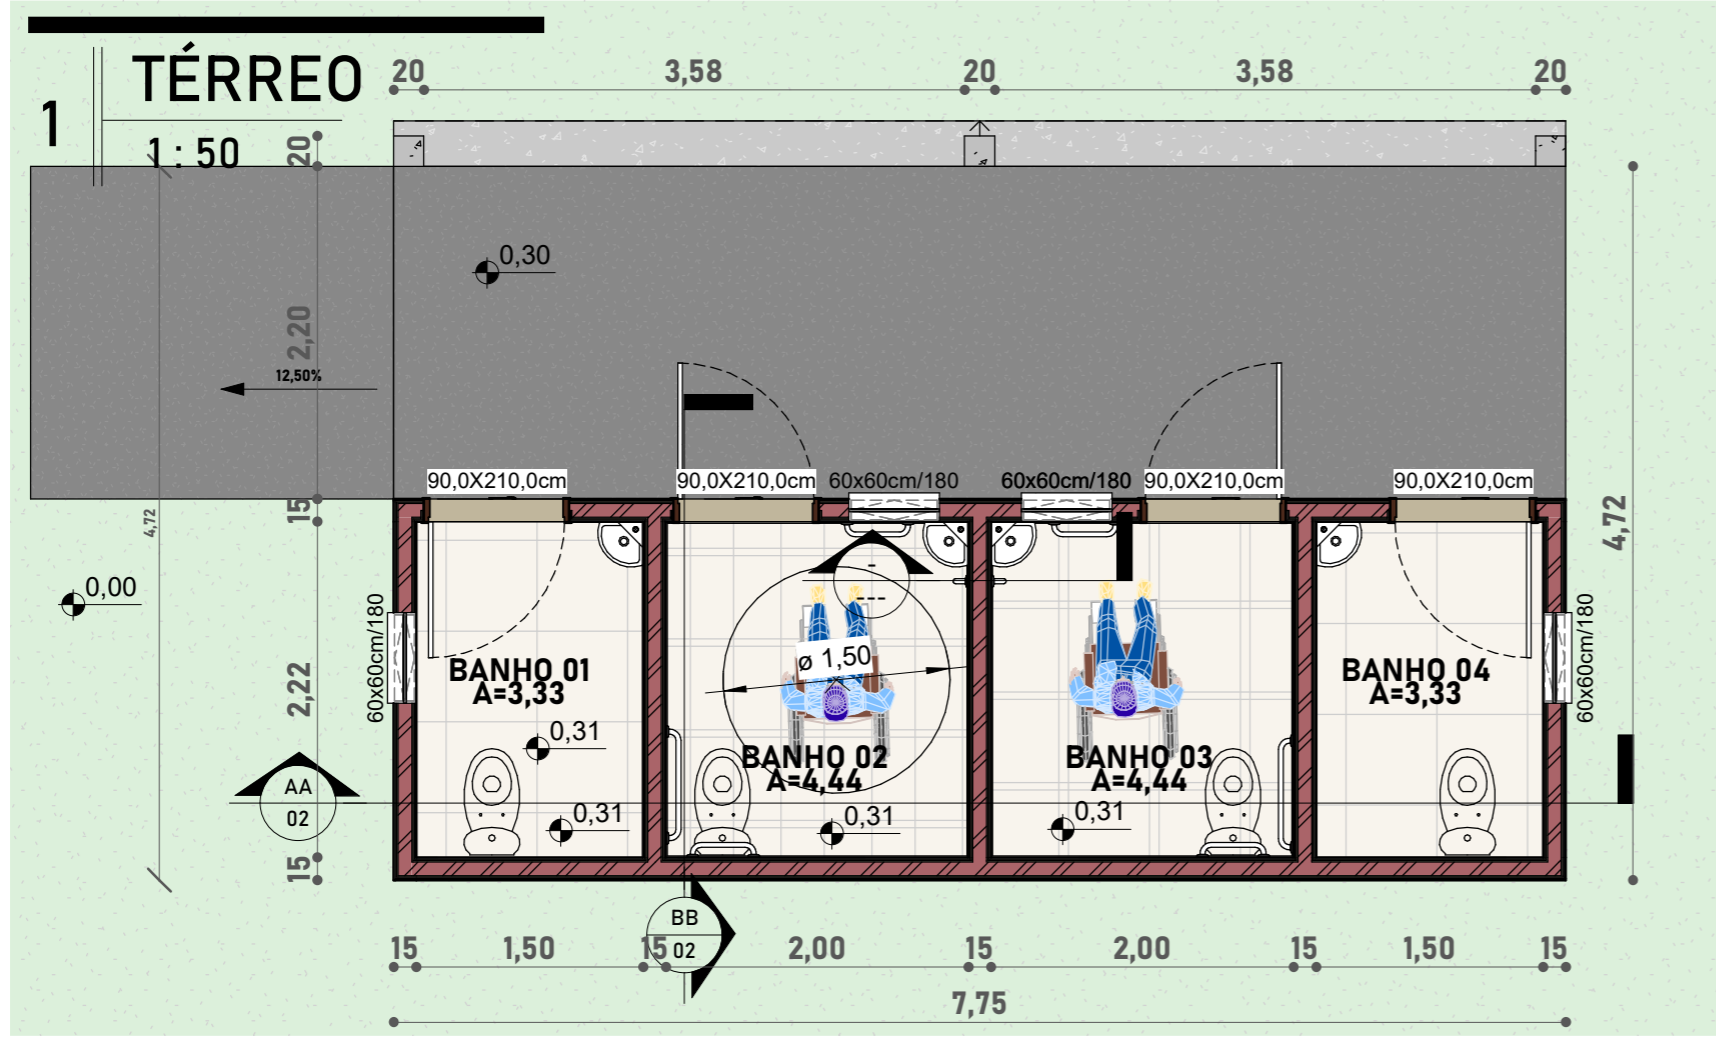 TÉRREO
1
1 : 50
20
3,58
20
3,58
20
20
0,30
2,20
12,50%
90,0X210,0cm
90,0X210,0cm
60x60cm/180
60x60cm/180
90,0X210,0cm
90,0X210,0cm
15
4,72
4,72
-
---
0,00
60x60cm/180
60x60cm/180
ø 1,50
BANHO 01
A=3,33
BANHO 04
A=3,33
2,22
0,31
BANHO 02
A=4,44
BANHO 03
A=4,44
AA
02
0,31
0,31
0,31
15
BB
02
15
1,50
15
2,00
15
2,00
15
1,50
15
7,75